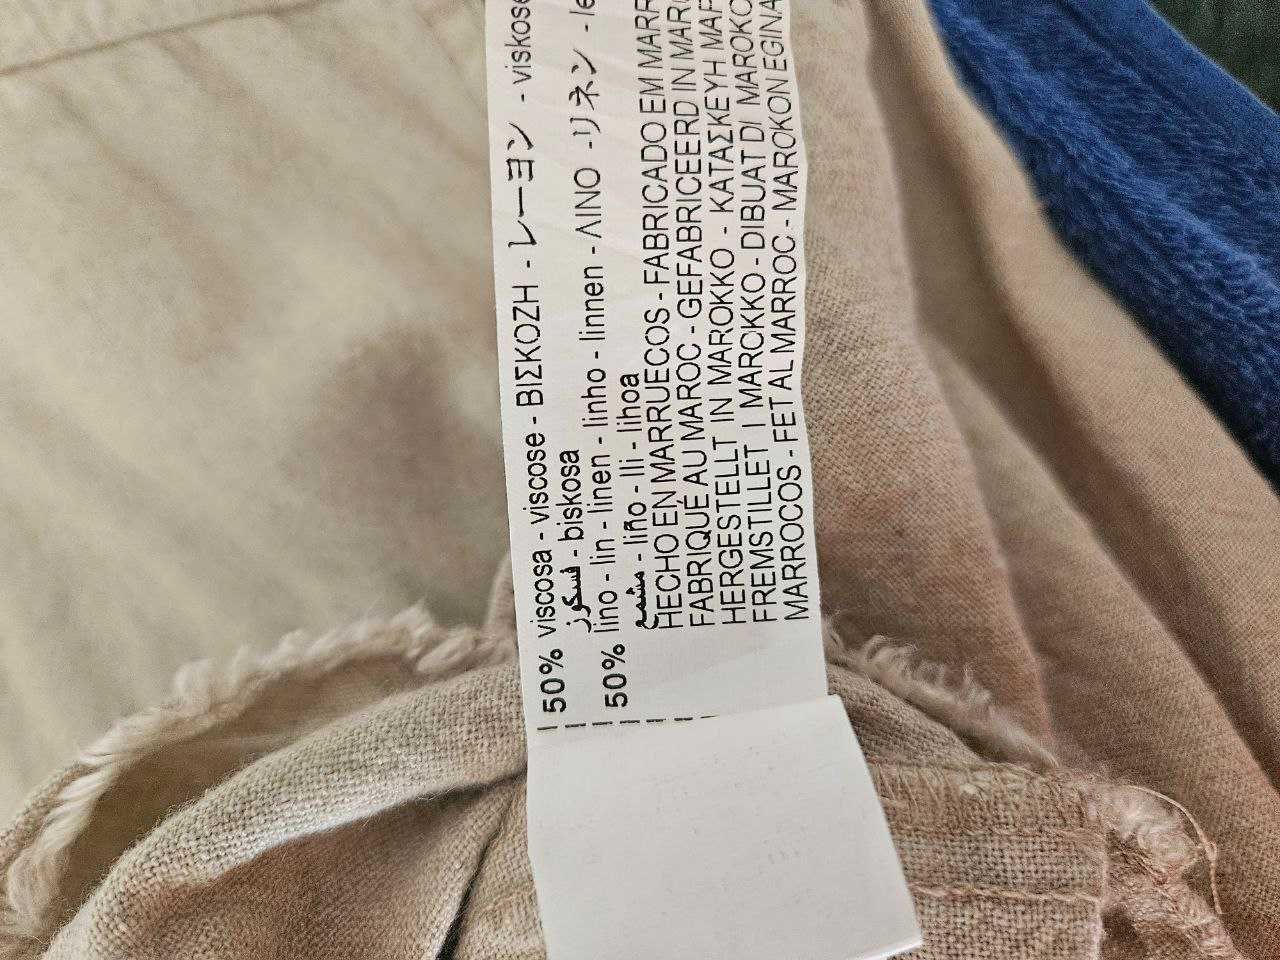 50% viscosa - viscose - ΒΙΣΚΟΖΗ - レーヨン - viskose
فسكوز - biskosa
50% lino - lin - linen - linho - linnen - ΛΙΝΟ - リネン
مشمع - liño - lli - lihoa
HECHO EN MARRUECOS - FABRICADO EM
FABRIQUÉ AU MAROC - GEFABRICEERD IN
HERGESTELLT IN MAROKKO - ΚΑΤΑΣΚΕΥΗ
FREMSTILLET I MAROKKO - DIBUAT DI MAROKO
MARROCOS - FET AL MARROC - MAROKON EGINA